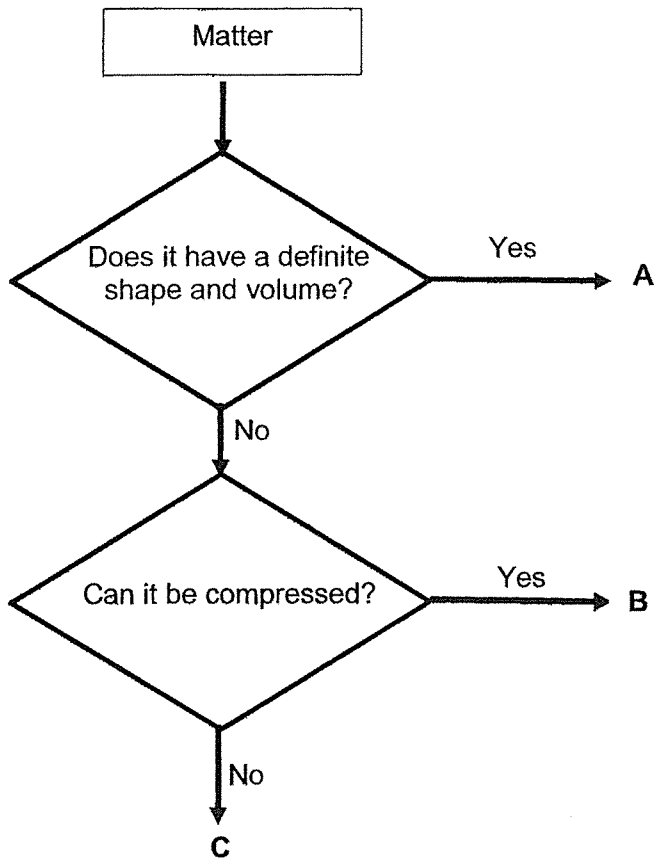 Matter
Does it have a definite
shape and volume?
Yes
A
No
Can it be compressed?
Yes
B
No
C